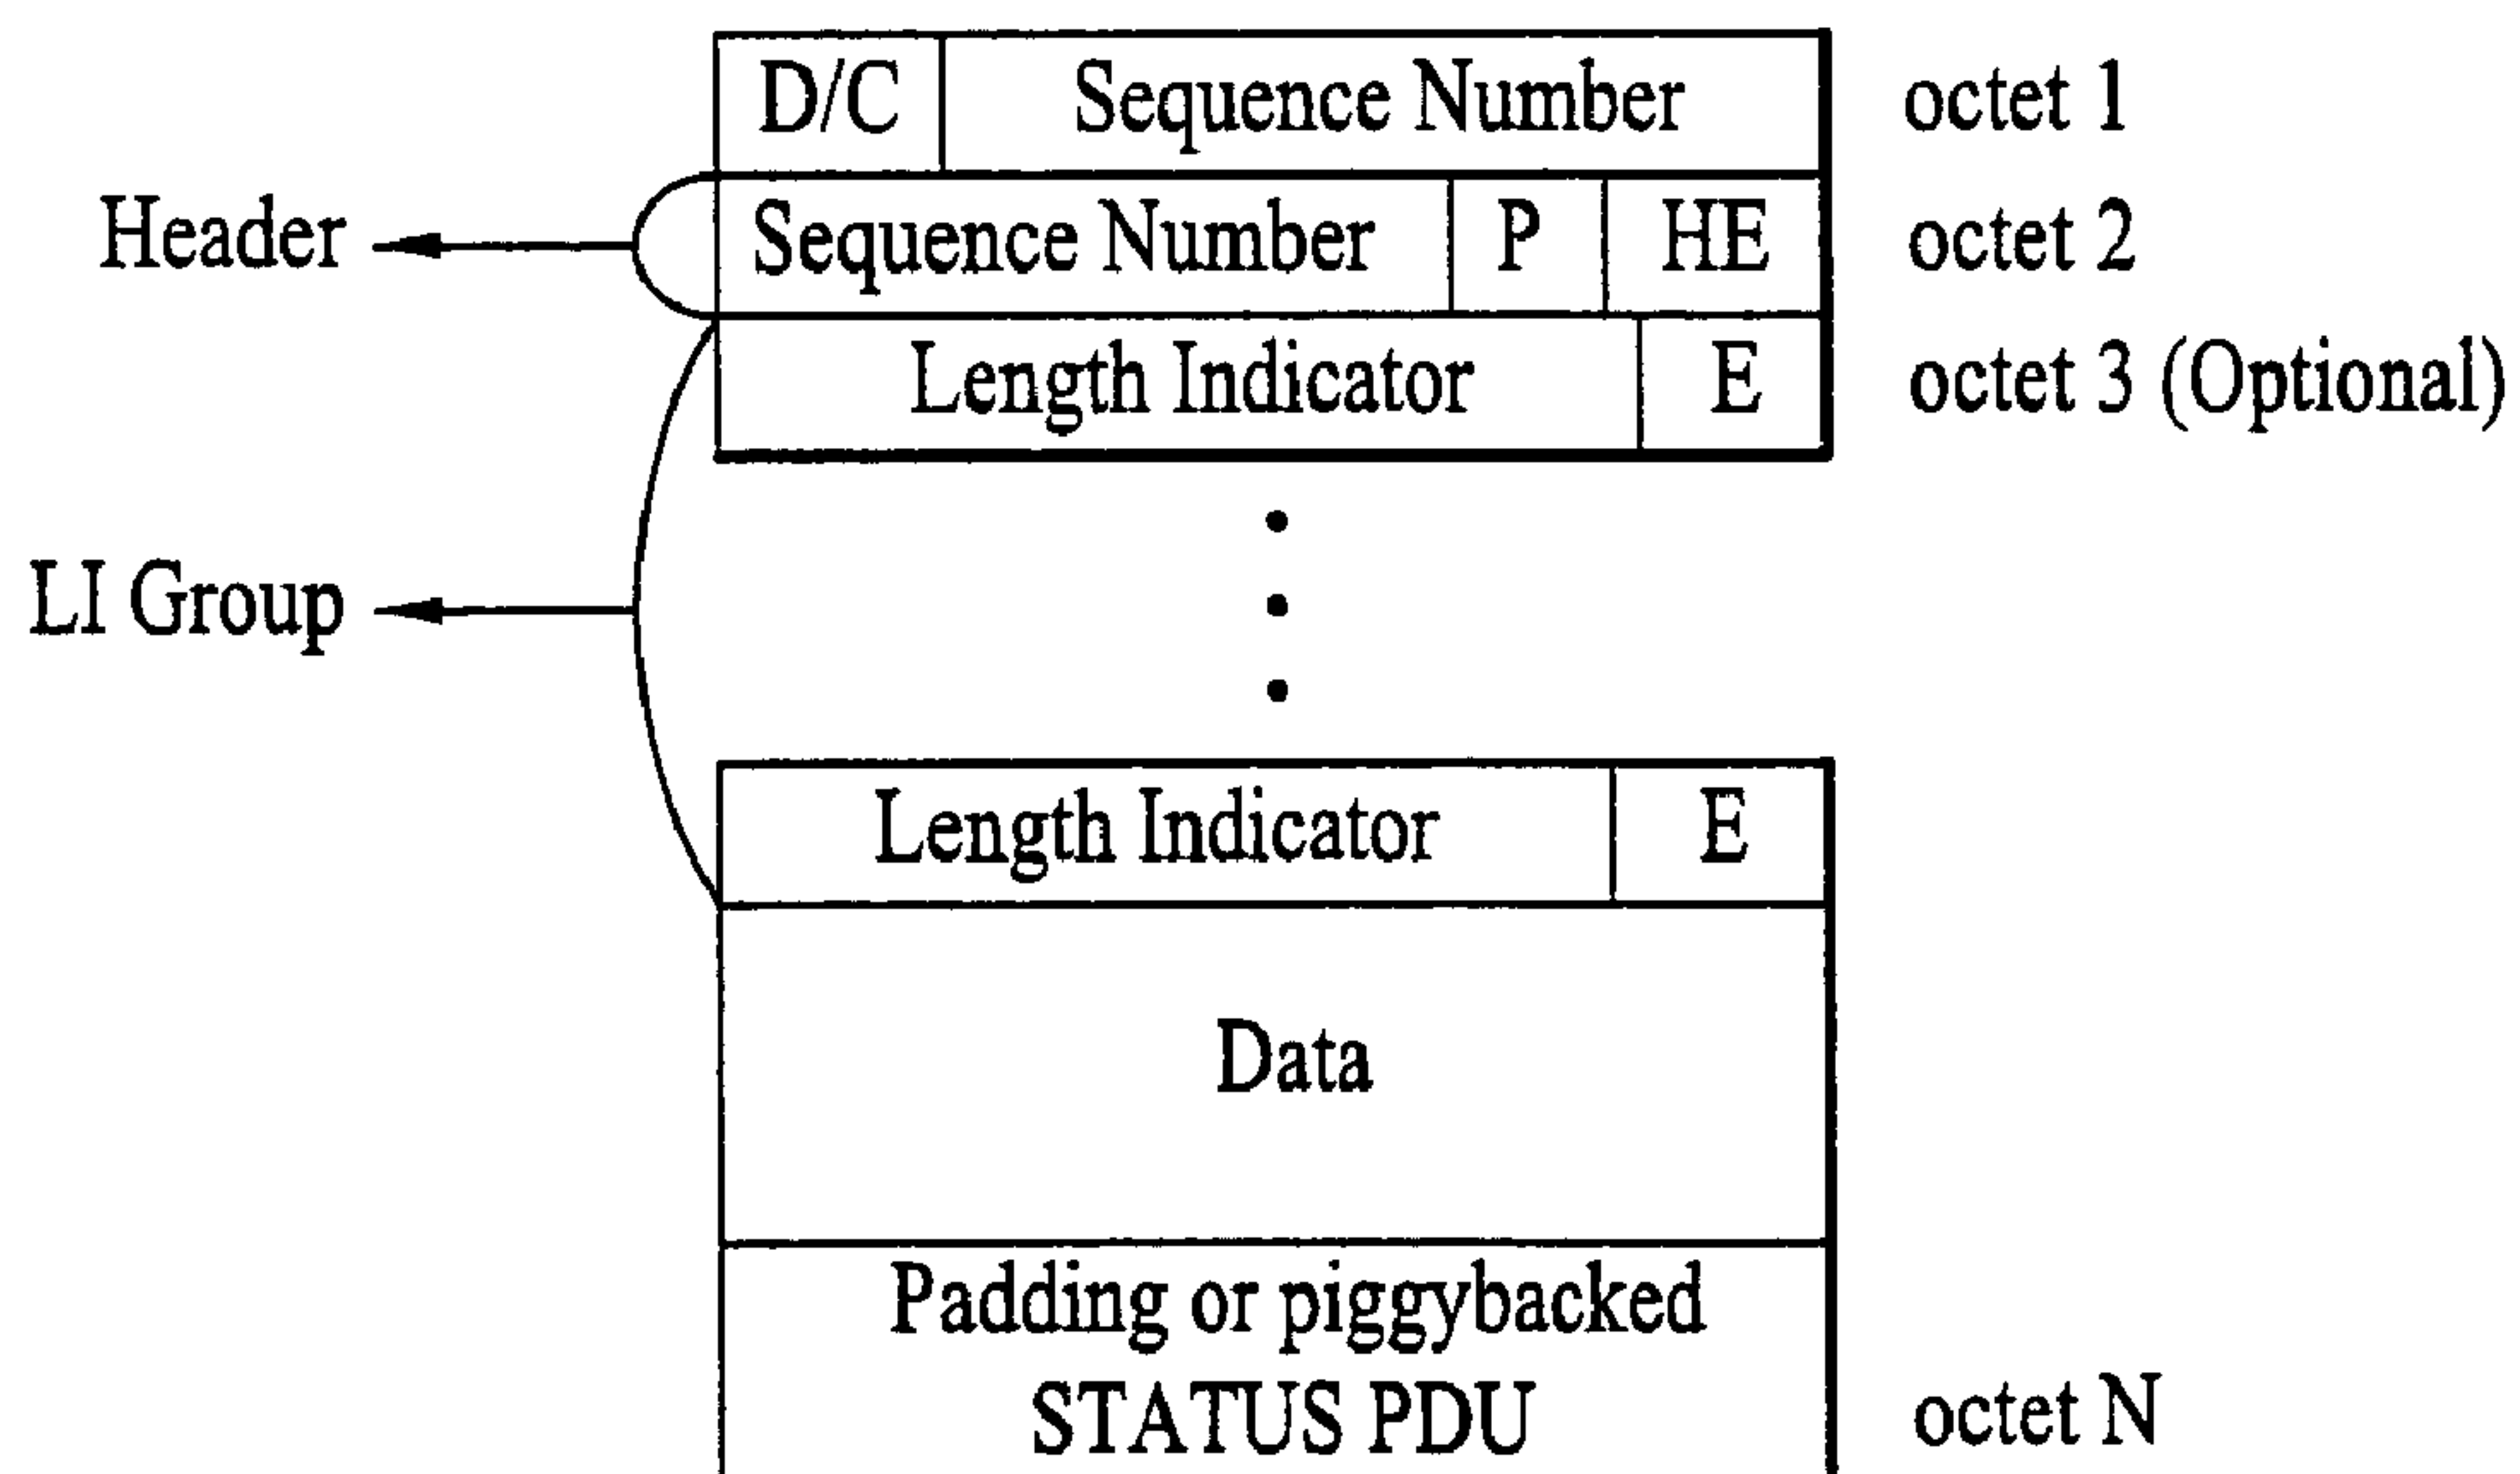 D/C Sequence Number octet 1
Header Sequence Number P HE octet 2
Length Indicator E octet 3 (Optional)
LI Group
Length Indicator E
Data
Padding or piggybacked
STATUS PDU octet N